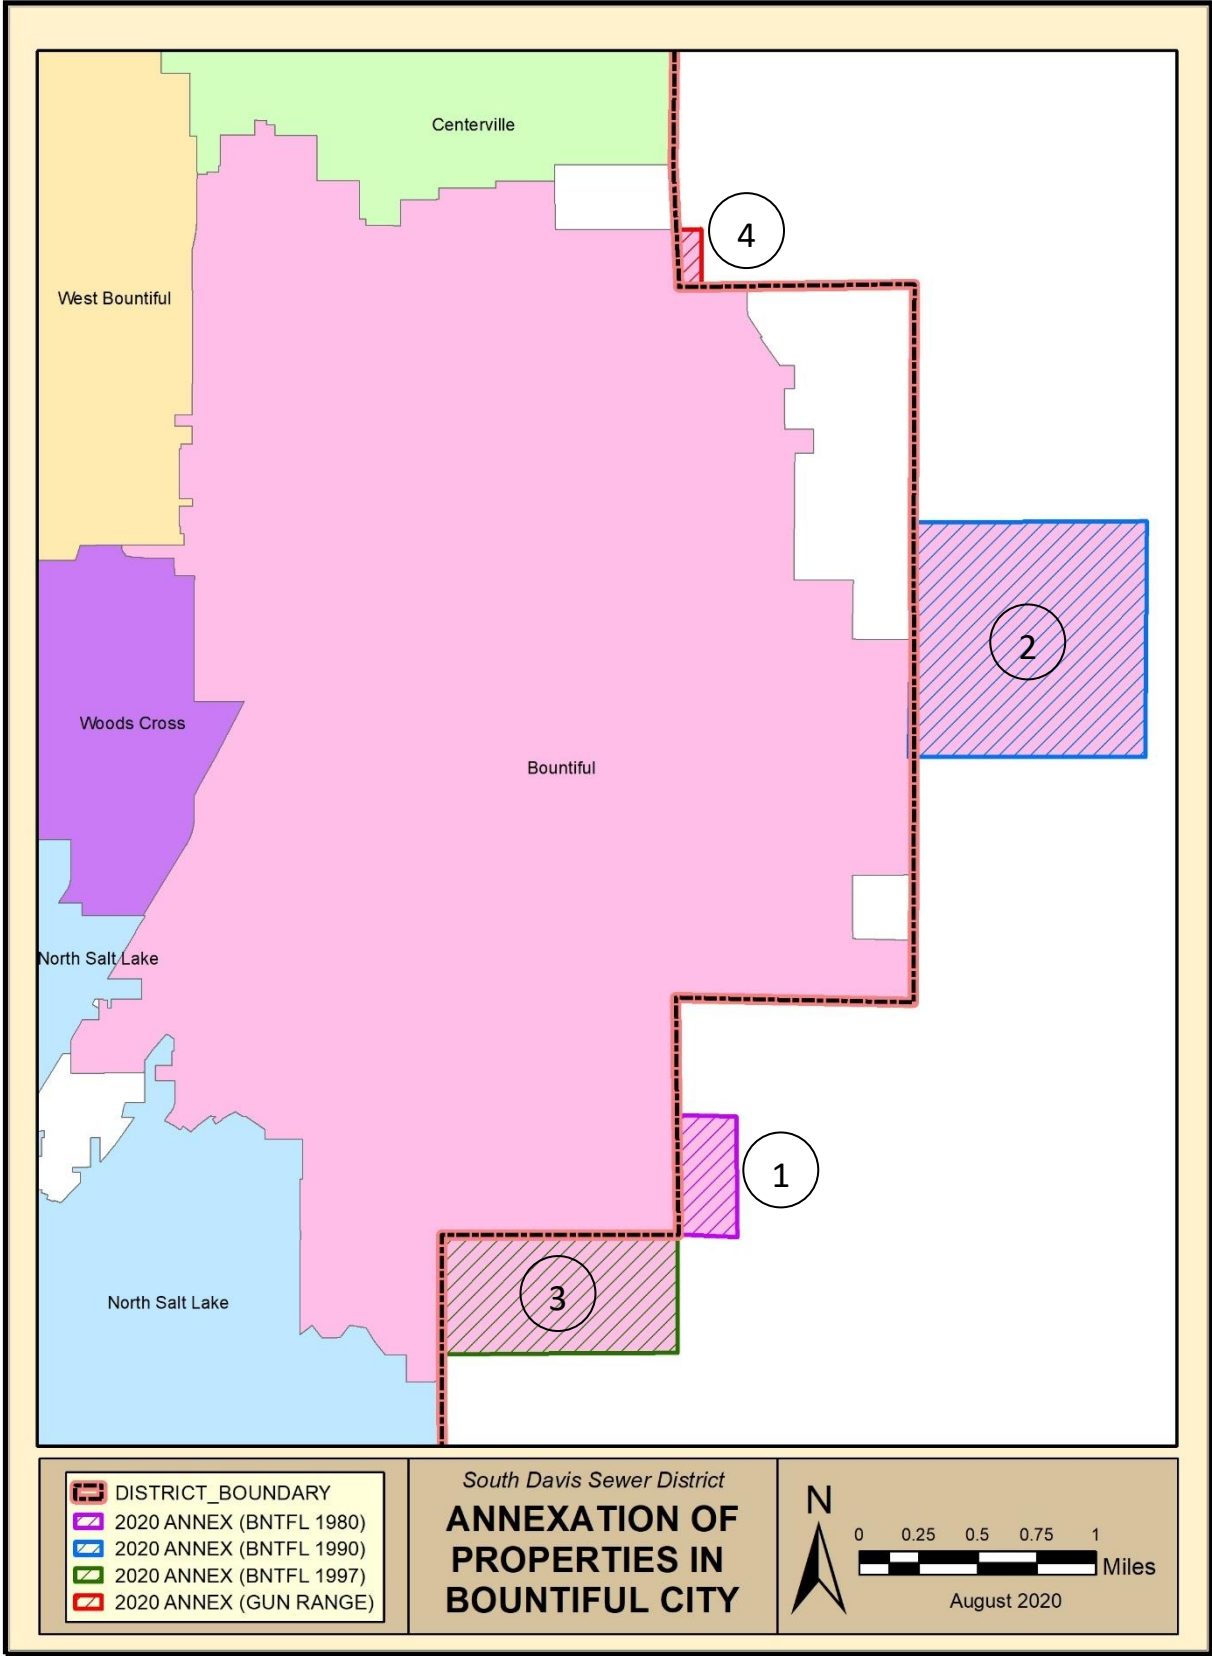 Centerville
4
West Bountiful
2
Woods Cross
Bountiful
North Salt Lake
1
3
North Salt Lake
DISTRICT_BOUNDARY
2020 ANNEX (BNTFL 1980)
2020 ANNEX (BNTFL 1990)
2020 ANNEX (BNTFL 1997)
2020 ANNEX (GUN RANGE)
South Davis Sewer District
ANNEXATION OF
PROPERTIES IN
BOUNTIFUL CITY
N
0 0.25 0.5 0.75 1
Miles
August 2020